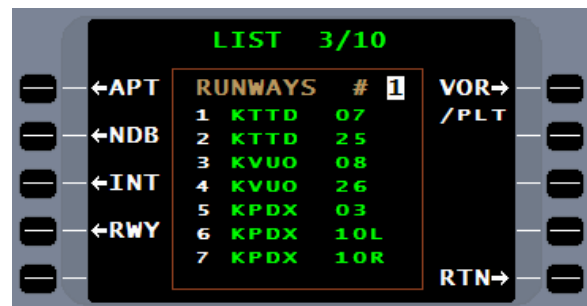 LIST 3/10
←APT RUNWAYS # 1 VOR→
1 KTTD 07 /PLT
←NDB 2 KTTD 25
3 KVUO 08
←INT 4 KVUO 26
5 KPDX 03
←RWY 6 KPDX 10L
7 KPDX 10R
RTN→